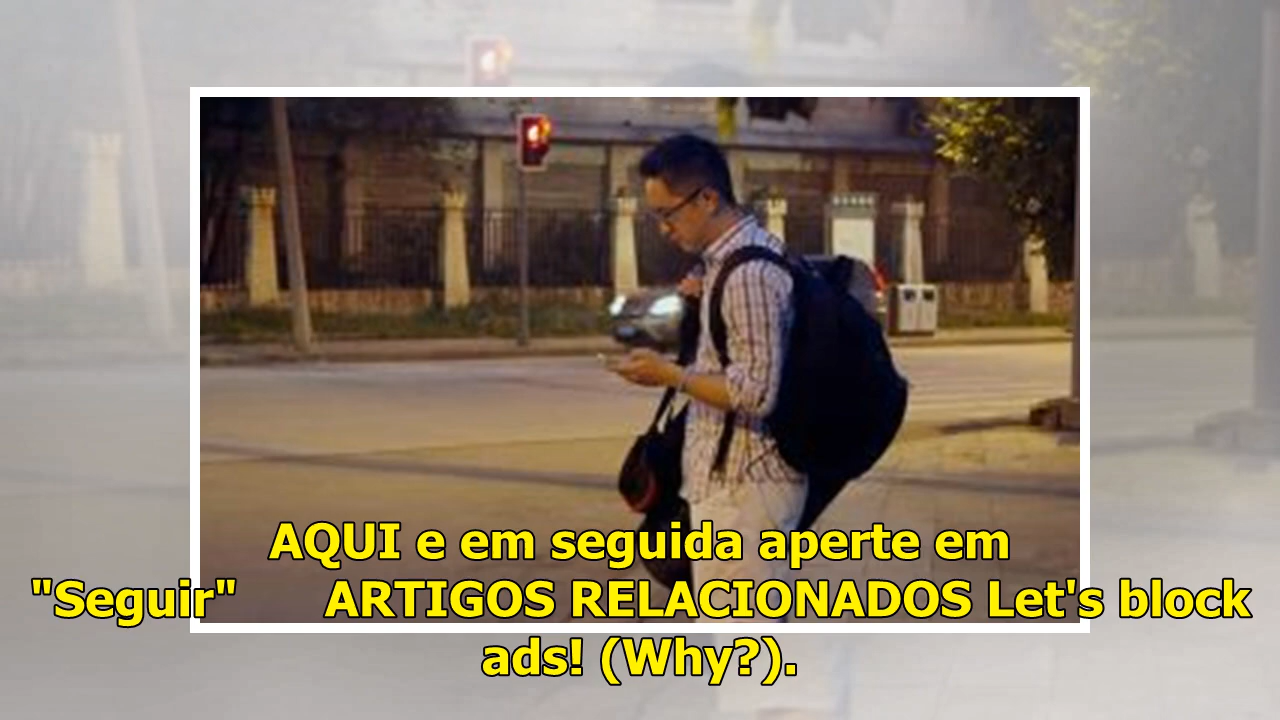 AQUI e em seguida aperte em
"Seguir" ARTIGOS RELACIONADOS Let's block
ads! (Why?).